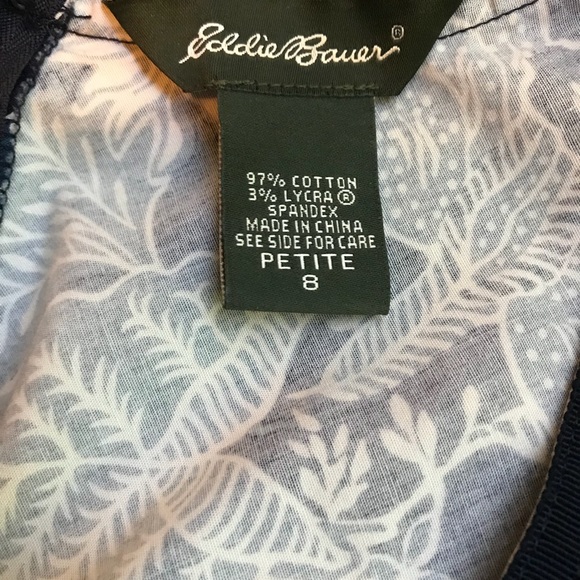 Eddie Bauer®
97% COTTON
3% LYCRA ®
SPANDEX
MADE IN CHINA
SEE SIDE FOR CARE
PETITE
8